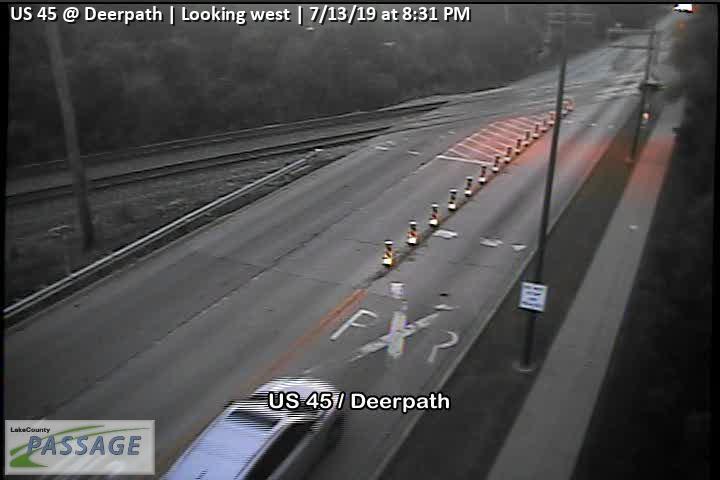 US 45 @ Deerpath | Looking west | 7/13/19 at 8:31 PM
R R
US 45 / Deerpath
LakeCounty
PASSAGE